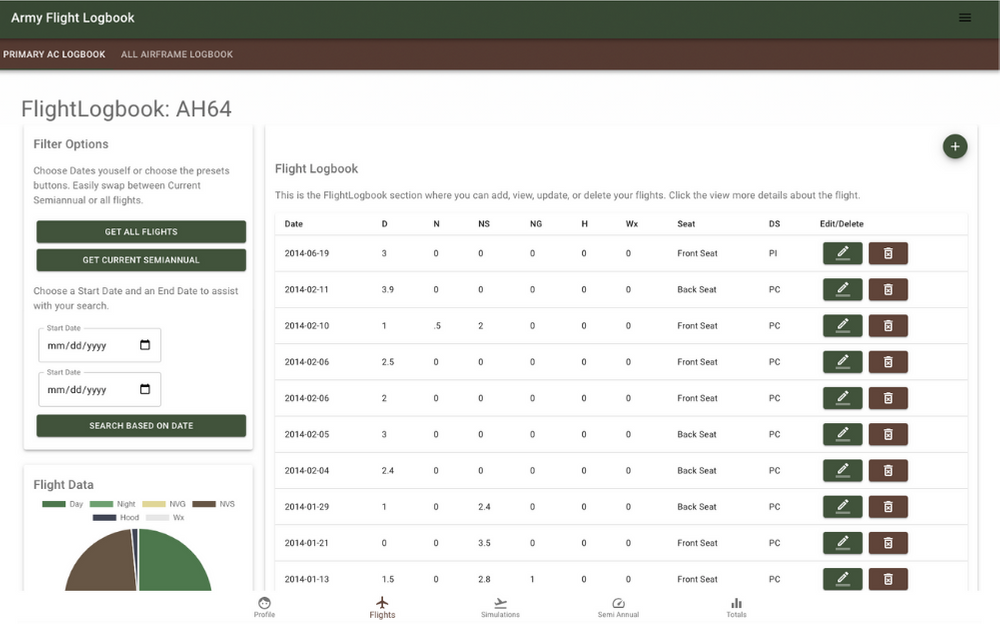 Army Flight Logbook
PRIMARY AC LOGBOOK ALL AIRFRAME LOGBOOK
FlightLogbook: AH64
Filter Options
Choose Dates youself or choose the presets
buttons. Easily swap between Current
Semiannual or all flights.
GET ALL FLIGHTS
GET CURRENT SEMIANNUAL
Choose a Start Date and an End Date to assist
with your search.
Start Date
mm/dd/yyyy
Start Date
mm/dd/yyyy
SEARCH BASED ON DATE
Flight Data
Day Night NVG NVS
Hood Wx
+
Flight Logbook
This is the FlightLogbook section where you can add, view, update, or delete your flights. Click the view more details about the flight.
Date D N NS NG H Wx Seat DS Edit/Delete
2014-06-19 3 0 0 0 0 0 Front Seat PI
2014-02-11 3.9 0 0 0 0 0 Back Seat PC
2014-02-10 1 .5 2 0 0 0 Front Seat PC
2014-02-06 2.5 0 0 0 0 0 Front Seat PC
2014-02-06 2 0 0 0 0 0 Front Seat PC
2014-02-05 3 0 0 0 0 0 Back Seat PC
2014-02-04 2.4 0 0 0 0 0 Back Seat PC
2014-01-29 1 0 2.4 0 0 0 Back Seat PC
2014-01-21 0 0 3.5 0 0 0 Front Seat PC
2014-01-13 1.5 0 2.8 1 0 0 Front Seat PC
Profile Flights Simulations Semi Annual Totals